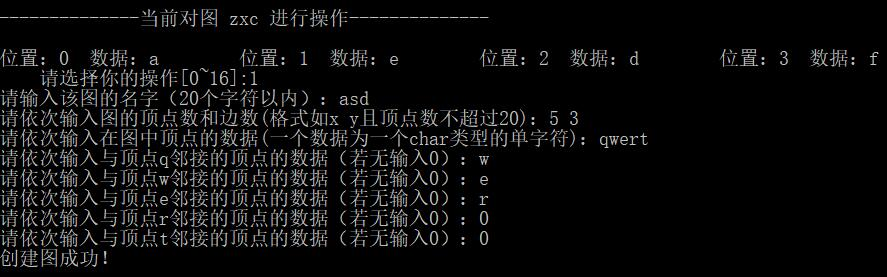 --------------当前对图 zxc 进行操作--------------
位置：0 数据：a 位置：1 数据：e 位置：2 数据：d 位置：3 数据：f
请选择你的操作[0~16]:1
请输入该图的名字（20个字符以内）：asd
请依次输入图的顶点数和边数(格式如x y且顶点数不超过20)：5 3
请依次输入在图中顶点的数据(一个数据为一个char类型的单字符)：qwert
请依次输入与顶点q邻接的顶点的数据（若无输入0）：w
请依次输入与顶点w邻接的顶点的数据（若无输入0）：e
请依次输入与顶点e邻接的顶点的数据（若无输入0）：r
请依次输入与顶点r邻接的顶点的数据（若无输入0）：0
请依次输入与顶点t邻接的顶点的数据（若无输入0）：0
创建图成功！